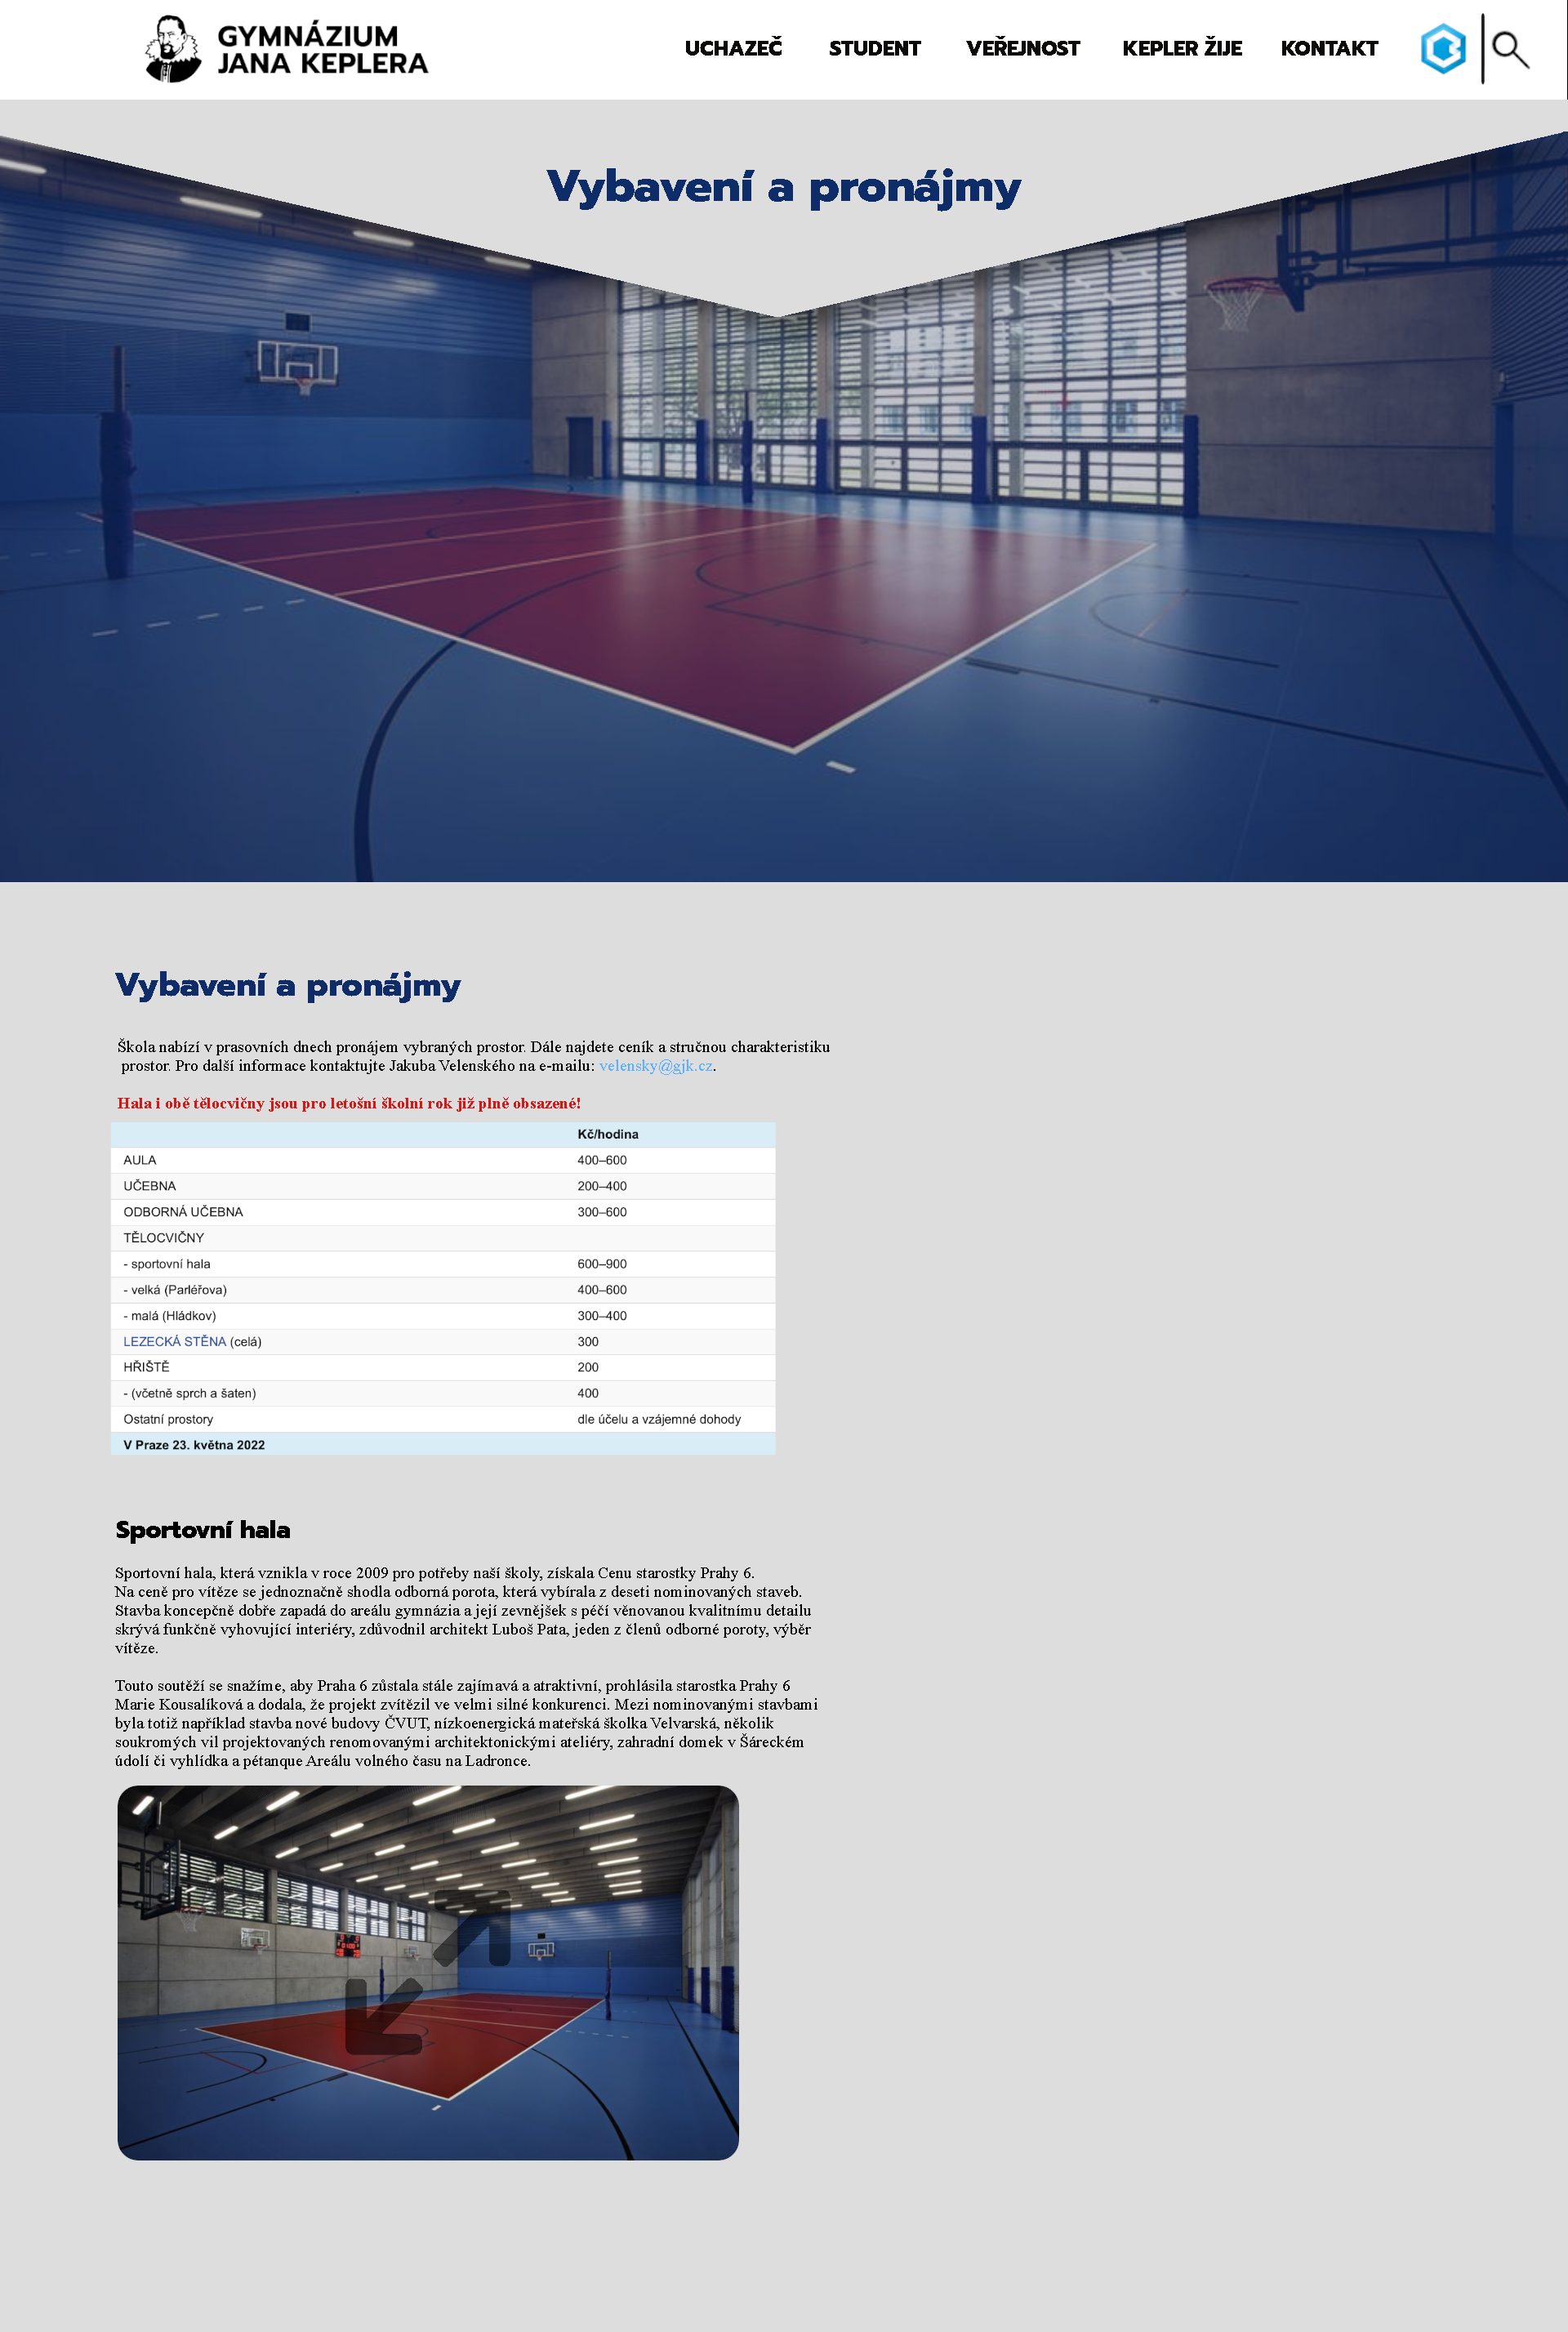 GYMNÁZIUM
JANA KEPLERA
UCHAZEČ STUDENT VEŘEJNOST KEPLER ŽIJE KONTAKT
Vybavení a pronájmy
Vybavení a pronájmy
Škola nabízí v prasovních dnech pronájem vybraných prostor. Dále najdete ceník a stručnou charakteristiku
prostor. Pro další informace kontaktujte Jakuba Velenského na e-mailu: velensky@gjk.cz.
Hala i obě tělocvičny jsou pro letošní školní rok již plně obsazené!
Kč/hodina
AULA 400–600
UČEBNA 200–400
ODBORNÁ UČEBNA 300–600
TĚLOCVIČNY
- sportovní hala 600–900
- velká (Parléřova) 400–600
- malá (Hládkov) 300–400
LEZECKÁ STĚNA (celá) 300
HŘIŠTĚ 200
- (včetně sprch a šaten) 400
Ostatní prostory dle účelu a vzájemné dohody
V Praze 23. května 2022
Sportovní hala
Sportovní hala, která vznikla v roce 2009 pro potřeby naší školy, získala Cenu starostky Prahy 6.
Na ceně pro vítěze se jednoznačně shodla odborná porota, která vybírala z deseti nominovaných staveb.
Stavba koncepčně dobře zapadá do areálu gymnázia a její zevnějšek s péčí věnovanou kvalitnímu detailu
skrývá funkčně vyhovující interiéry, zdůvodnil architekt Luboš Pata, jeden z členů odborné poroty, výběr
vítěze.
Touto soutěží se snažíme, aby Praha 6 zůstala stále zajímavá a atraktivní, prohlásila starostka Prahy 6
Marie Kousalíková a dodala, že projekt zvítězil ve velmi silné konkurenci. Mezi nominovanými stavbami
byla totiž například stavba nové budovy ČVUT, nízkoenergická mateřská školka Velvarská, několik
soukromých vil projektovaných renomovanými architektonickými ateliéry, zahradní domek v Šáreckém
údolí či vyhlídka a pétanque Areálu volného času na Ladronce.